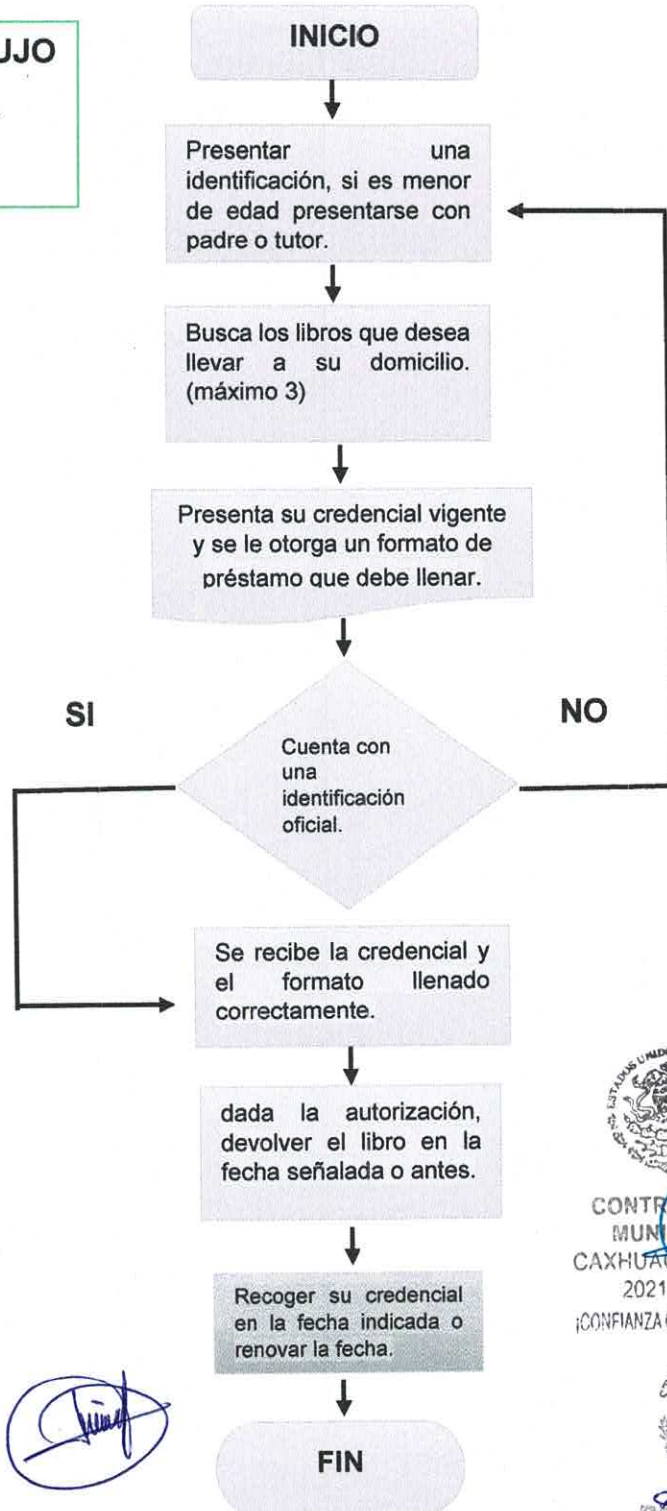 INICIO
Presentar una
identificación, si es menor
de edad presentarse con
padre o tutor.
Busca los libros que desea
llevar a su domicilio.
(máximo 3)
Presenta su credencial vigente
y se le otorga un formato de
préstamo que debe llenar.
SI
NO
Cuenta con
una
identificación
oficial.
Se recibe la credencial y
el formato llenado
correctamente.
dada la autorización,
devolver el libro en la
fecha señalada o antes.
Recoger su credencial
en la fecha indicada o
renovar la fecha.
FIN
UJO
ESTADOS
CONTR
MUNI
CAXHUA
2021
¡CONFIANZA